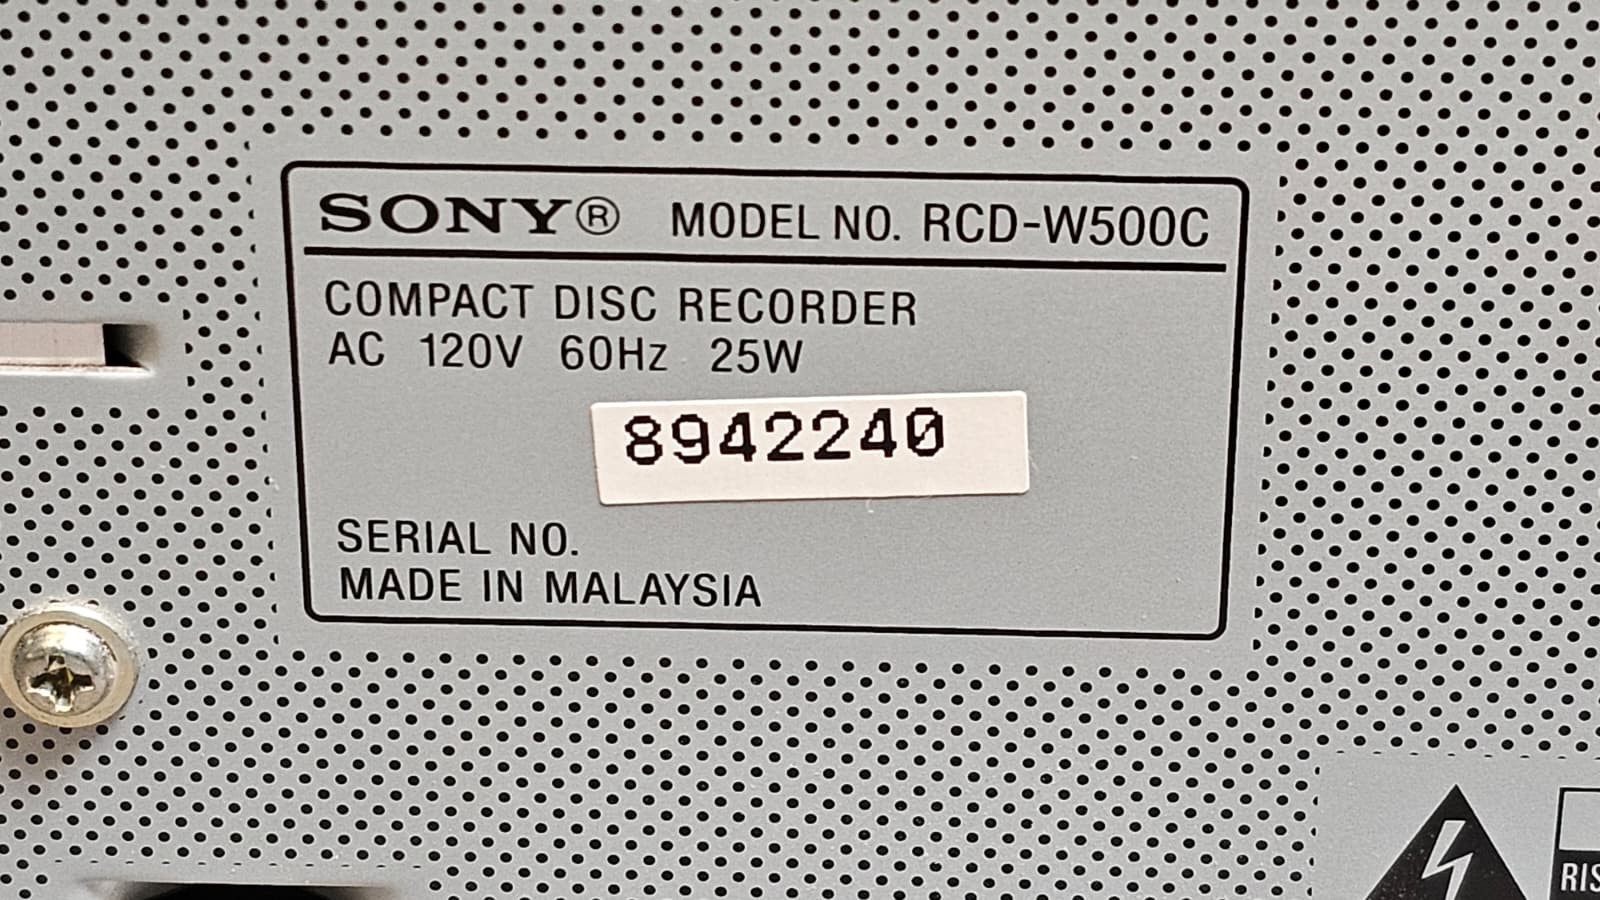 SONY® MODEL NO. RCD-W500C
COMPACT DISC RECORDER
AC 120V 60Hz 25W
8942240
SERIAL NO.
MADE IN MALAYSIA
RIS